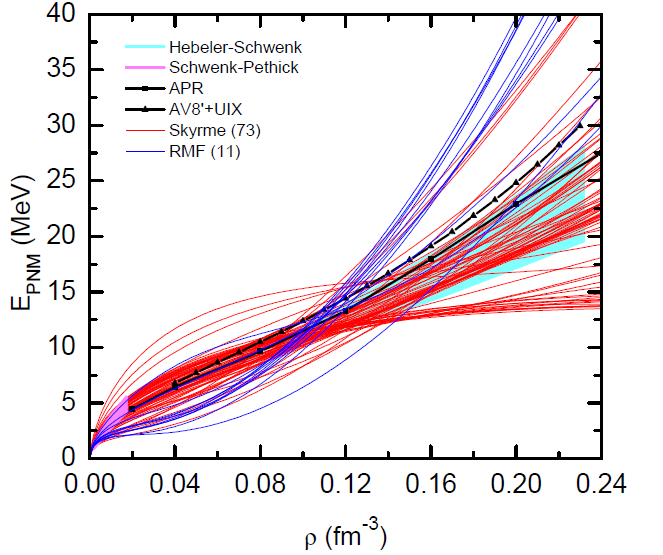 40
35
30
25
20
15
10
5
0
E_PNM (MeV)
Hebeler-Schwenk
Schwenk-Pethick
APR
AV8'+UIX
Skyrme (73)
RMF (11)
0.00 0.04 0.08 0.12 0.16 0.20 0.24
ρ (fm⁻³)